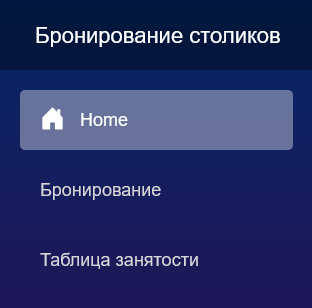 Бронирование столиков
Home
Бронирование
Таблица занятости